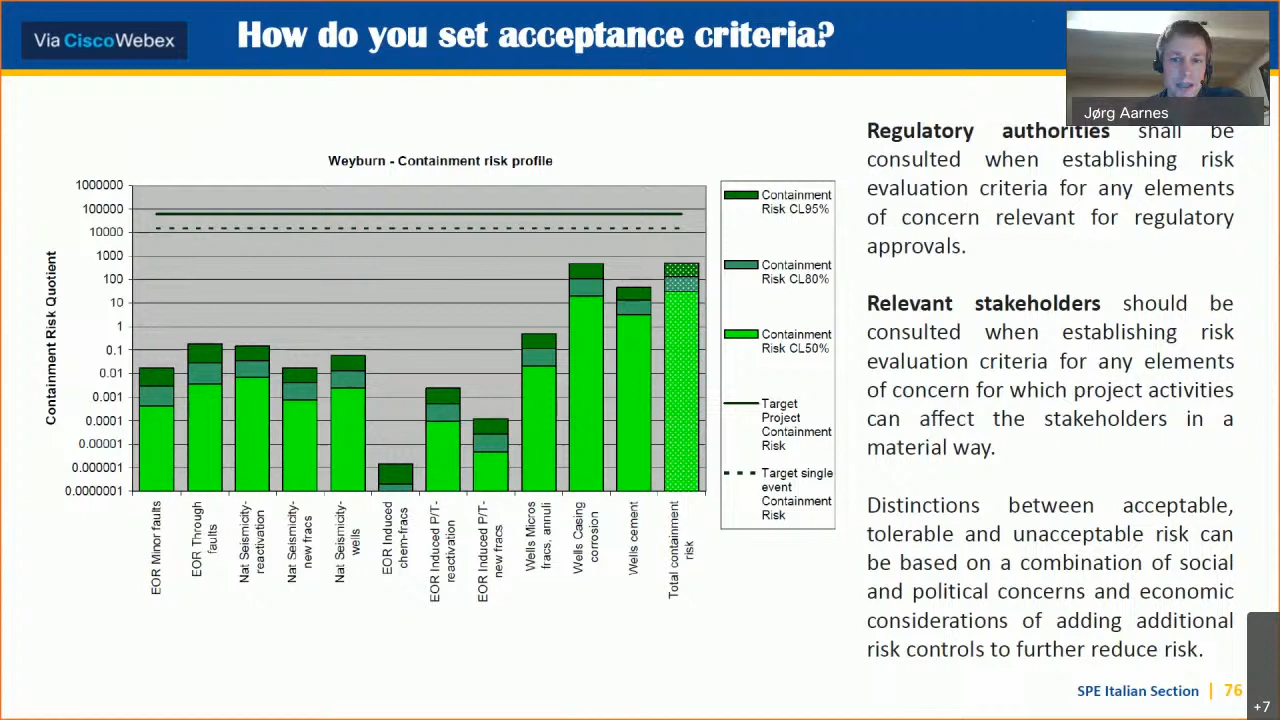 Via CiscoWebex
How do you set acceptance criteria?
Jørg Aarnes
Weyburn - Containment risk profile
Containment Risk Quotient
1000000
100000
10000
1000
100
10
1
0.1
0.01
0.001
0.0001
0.00001
0.000001
0.0000001
EOR Minor faults
EOR Through
faults
Nat Seismicity-
reactivation
Nat Seismicity-
new fracs
Nat Seismicity-
wells
EOR Induced
chem-fracs
EOR Induced P/T-
reactivation
EOR Induced P/T-
new fracs
Wells Micros
fracs, annuli
Wells Casing
corrosion
Wells cement
Total containment
risk
Containment
Risk CL95%
Containment
Risk CL80%
Containment
Risk CL50%
Target
Project
Containment
Risk
Target single
event
Containment
Risk
Regulatory authorities shall be
consulted when establishing risk
evaluation criteria for any elements
of concern relevant for regulatory
approvals.
Relevant stakeholders should be
consulted when establishing risk
evaluation criteria for any elements
of concern for which project activities
can affect the stakeholders in a
material way.
Distinctions between acceptable,
tolerable and unacceptable risk can
be based on a combination of social
and political concerns and economic
considerations of adding additional
risk controls to further reduce risk.
SPE Italian Section | 76
+7